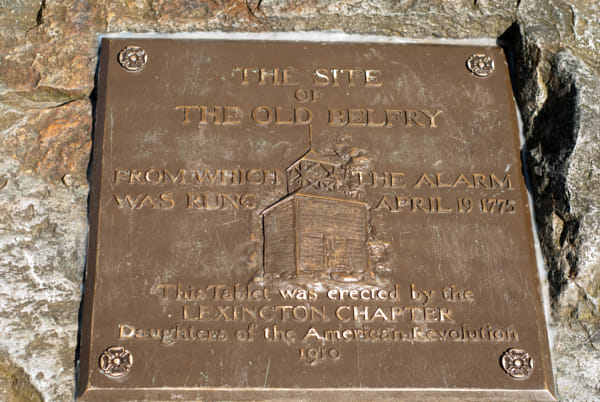 THE SITE
OF
THE OLD BELFRY
FROM WHICH THE ALARM
WAS RUNG APRIL 19 1775
This Tablet was erected by the
LEXINGTON CHAPTER
Daughters of the American Revolution
1910